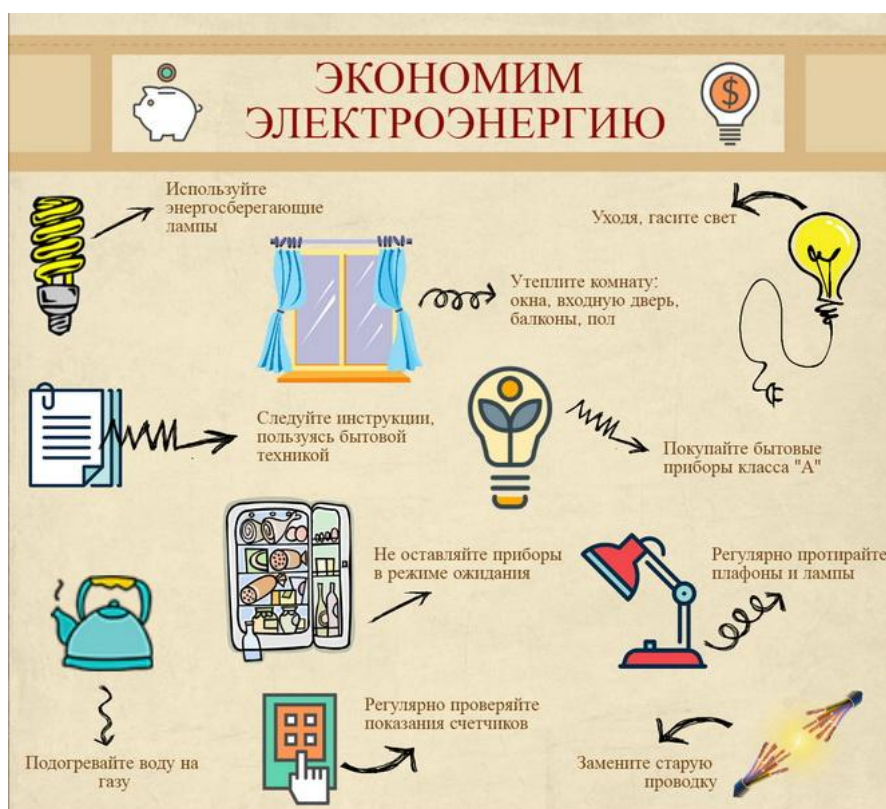 ЭКОНОМИМ
ЭЛЕКТРОЭНЕРГИЮ
Используйте
энергосберегающие
лампы
Уходя, гасите свет
Утеплите комнату:
окна, входную дверь,
балконы, пол
Следуйте инструкции,
пользуясь бытовой
техникой
Покупайте бытовые
приборы класса "А"
Не оставляйте приборы
в режиме ожидания
Регулярно протирайте
плафоны и лампы
Подогревайте воду на
газу
Регулярно проверяйте
показания счетчиков
Замените старую
проводку